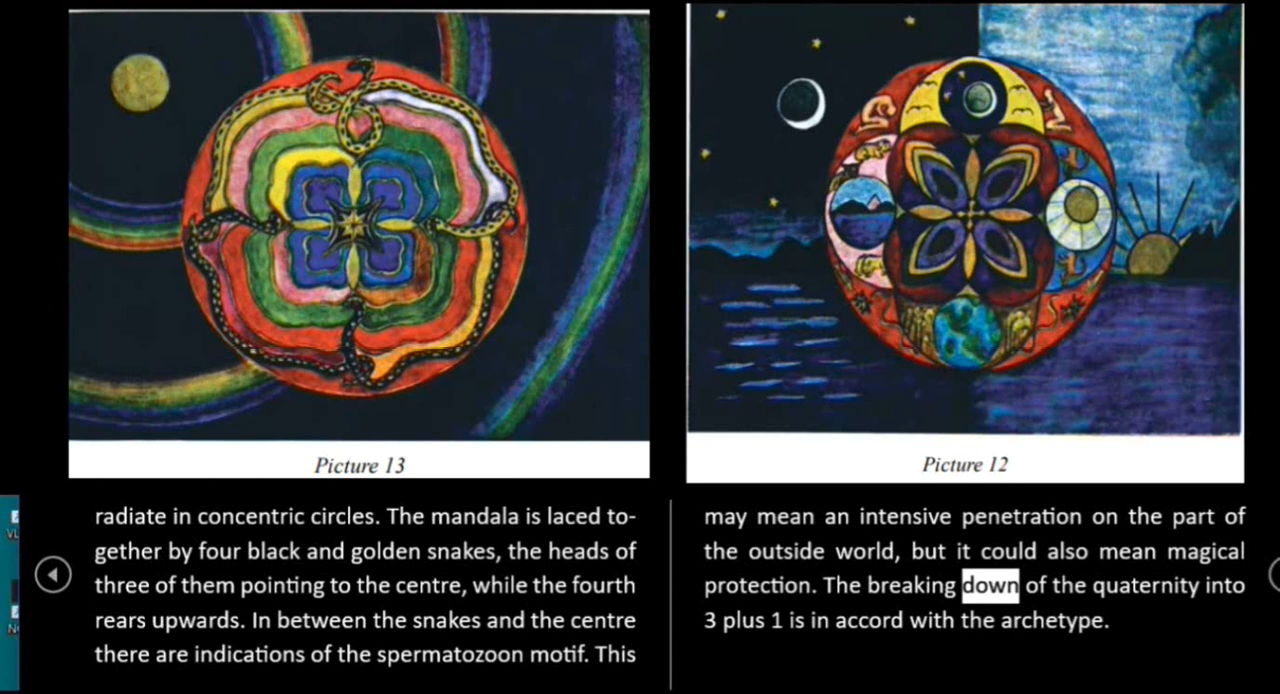 Picture 13
Picture 12
radiate in concentric circles. The mandala is laced to-
gether by four black and golden snakes, the heads of
three of them pointing to the centre, while the fourth
rears upwards. In between the snakes and the centre
there are indications of the spermatozoon motif. This
may mean an intensive penetration on the part of
the outside world, but it could also mean magical
protection. The breaking down of the quaternity into
3 plus 1 is in accord with the archetype.
VL